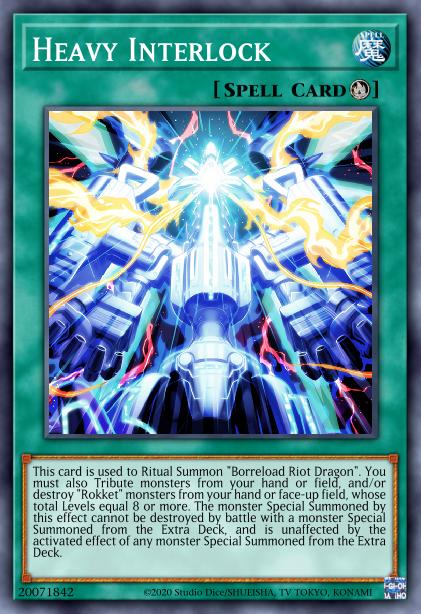 HEAVY INTERLOCK
SPELL
魔
[SPELL CARD]
This card is used to Ritual Summon "Borreload Riot Dragon". You
must also Tribute monsters from your hand or field, and/or
destroy "Rokket" monsters from your hand or face-up field, whose
total Levels equal 8 or more. The monster Special Summoned by
this effect cannot be destroyed by battle with a monster Special
Summoned from the Extra Deck, and is unaffected by the
activated effect of any monster Special Summoned from the Extra
Deck.
20071842
©2020 Studio Dice/SHUEISHA, TV TOKYO, KONAMI